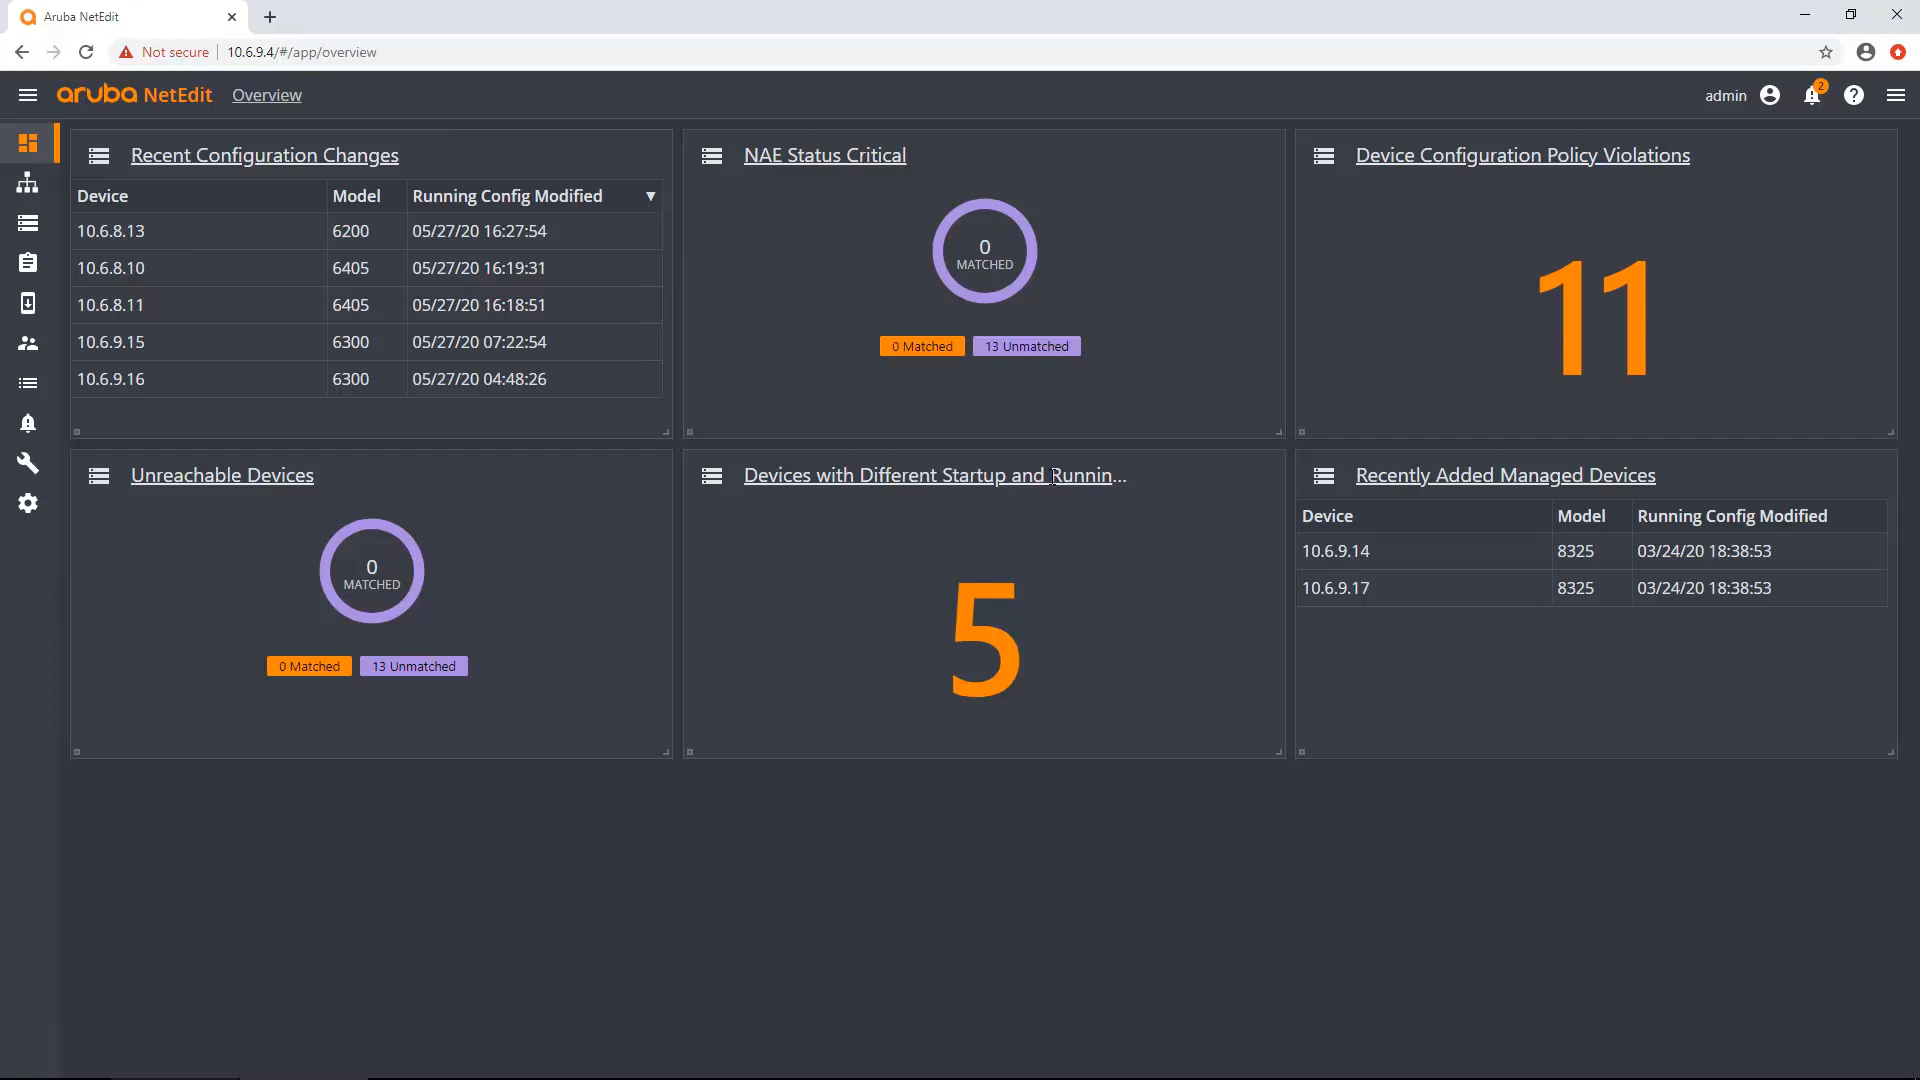 Aruba NetEdit
Not secure 10.6.9.4/#/app/overview
aruba NetEdit Overview admin 2
Recent Configuration Changes
Device Model Running Config Modified ▼
10.6.8.13 6200 05/27/20 16:27:54
10.6.8.10 6405 05/27/20 16:19:31
10.6.8.11 6405 05/27/20 16:18:51
10.6.9.15 6300 05/27/20 07:22:54
10.6.9.16 6300 05/27/20 04:48:26
NAE Status Critical
0
MATCHED
0 Matched 13 Unmatched
Device Configuration Policy Violations
11
Unreachable Devices
0
MATCHED
0 Matched 13 Unmatched
Devices with Different Startup and Runnin...
5
Recently Added Managed Devices
Device Model Running Config Modified
10.6.9.14 8325 03/24/20 18:38:53
10.6.9.17 8325 03/24/20 18:38:53